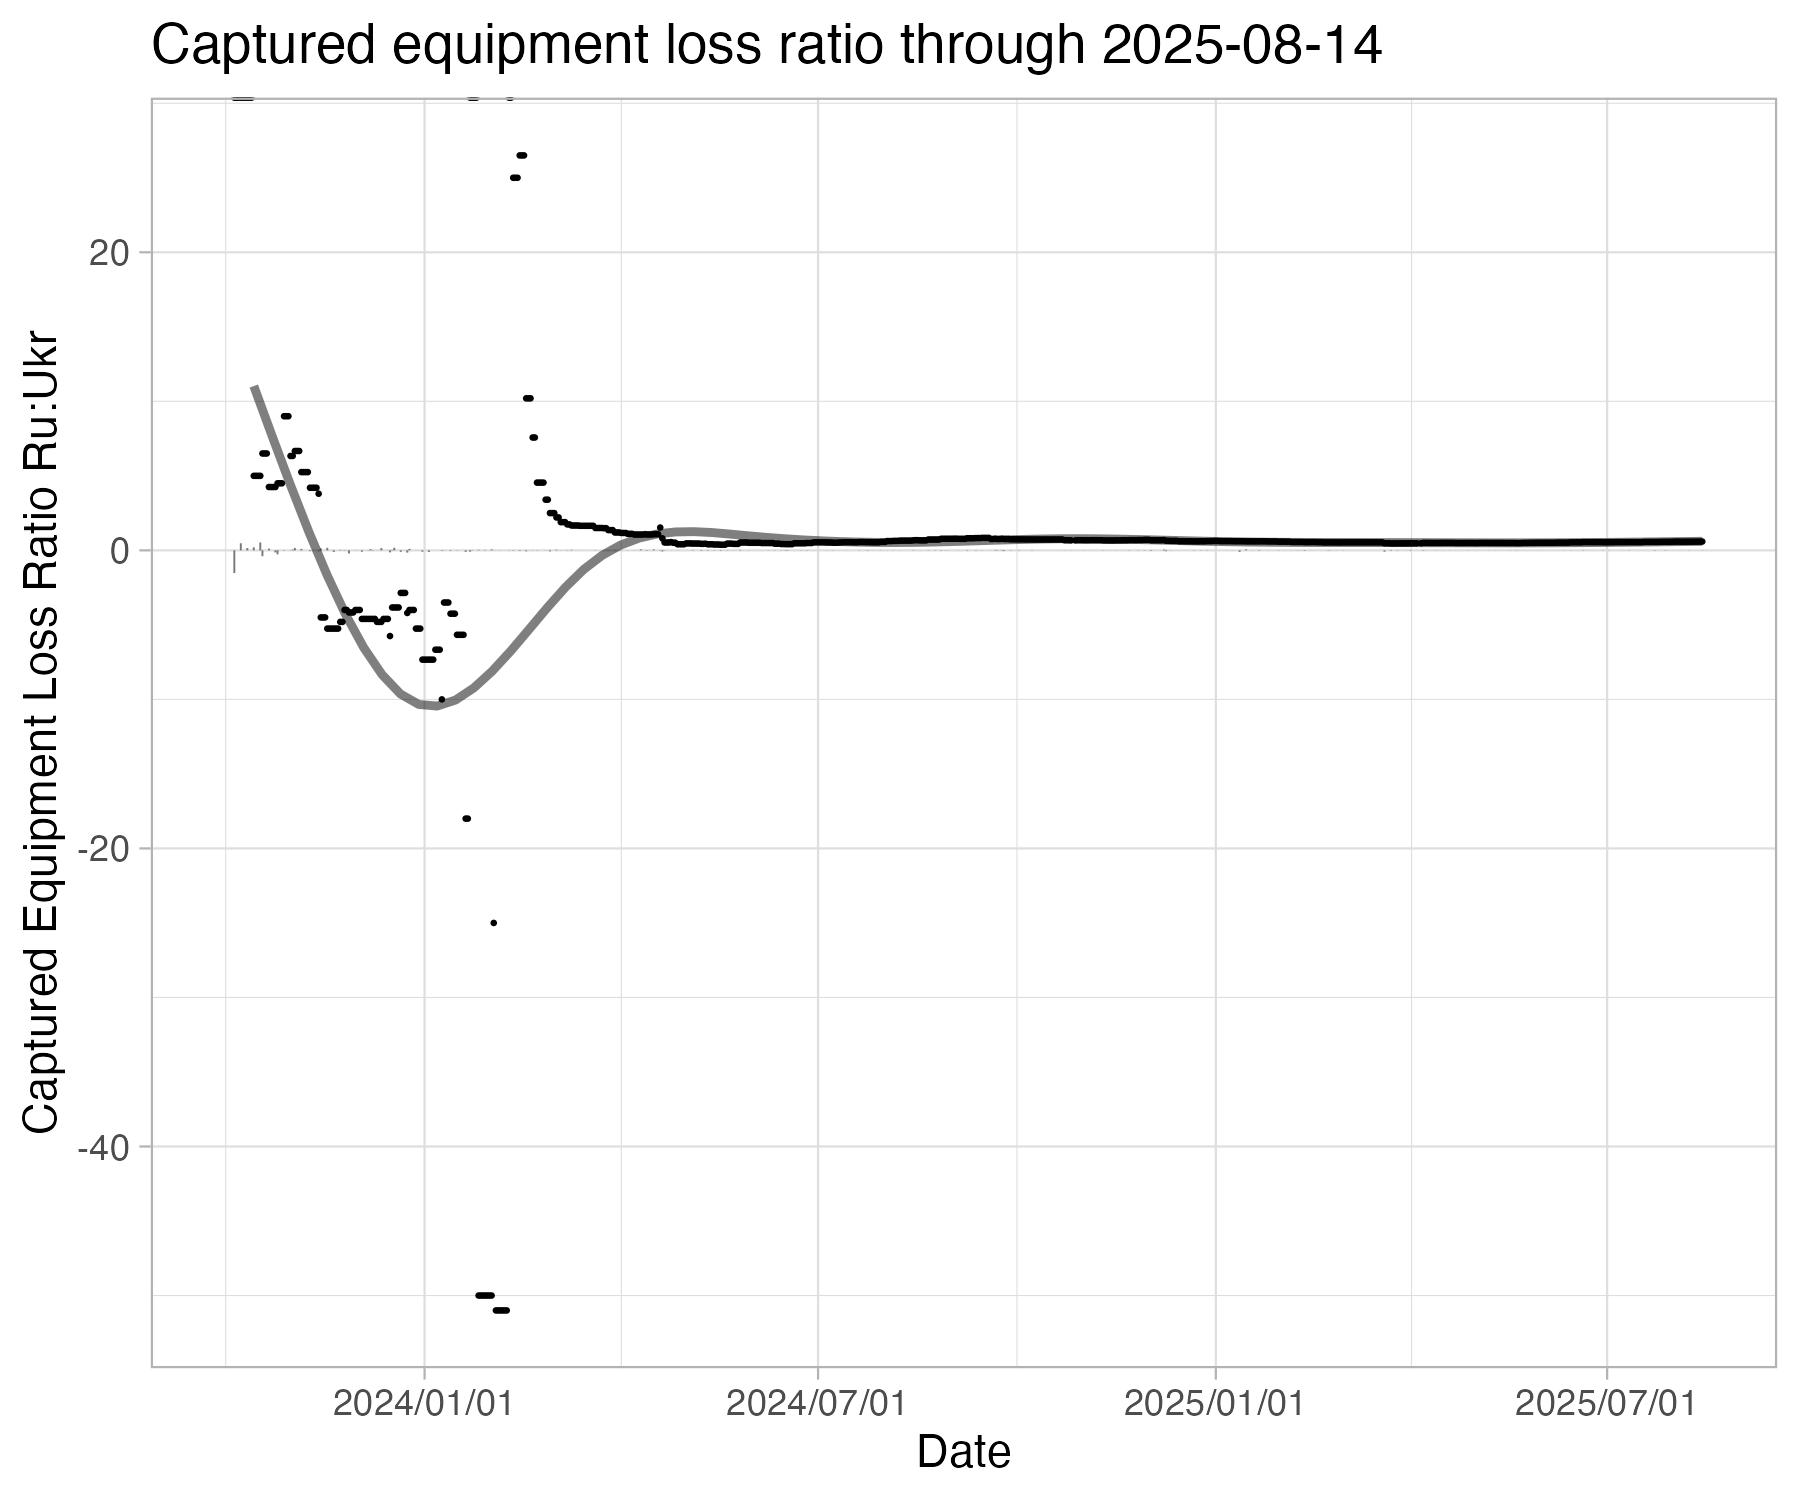 Captured equipment loss ratio through 2025-08-14
Captured Equipment Loss Ratio Ru:Ukr
20
0
-20
-40
2024/01/01
2024/07/01
2025/01/01
2025/07/01
Date